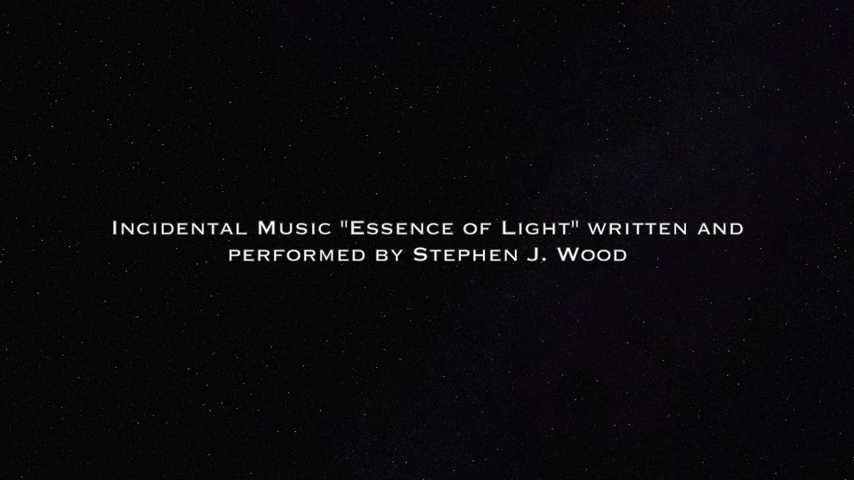 Incidental Music "Essence of Light" written and
performed by Stephen J. Wood